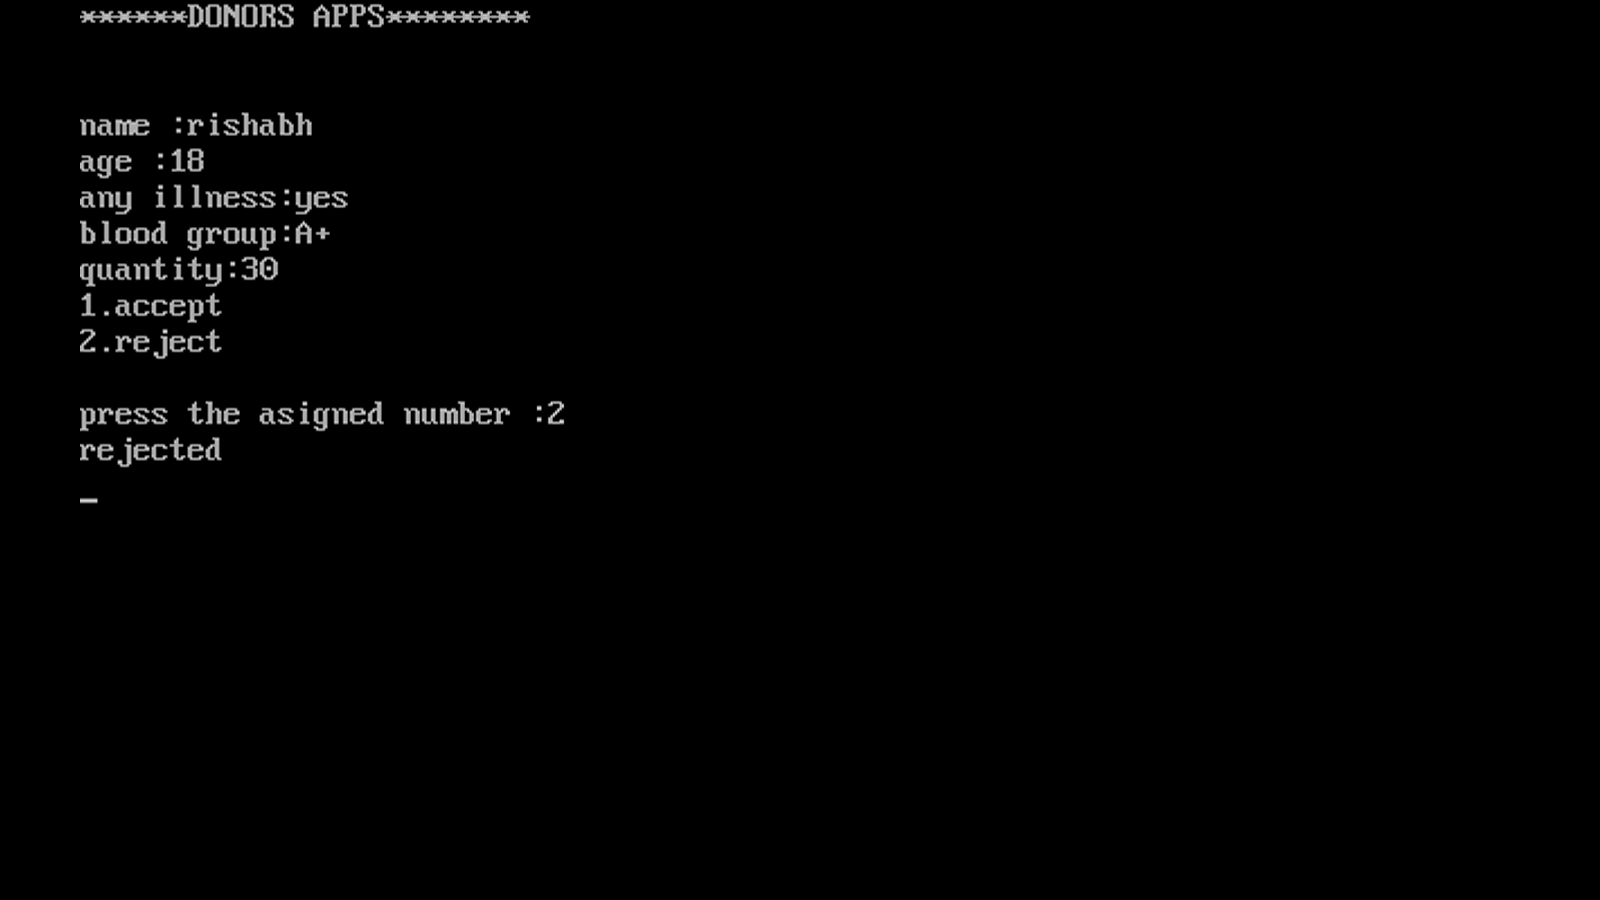 ******DONORS APPS********
name :rishabh
age :18
any illness:yes
blood group:A+
quantity:30
1.accept
2.reject
press the asigned number :2
rejected
_